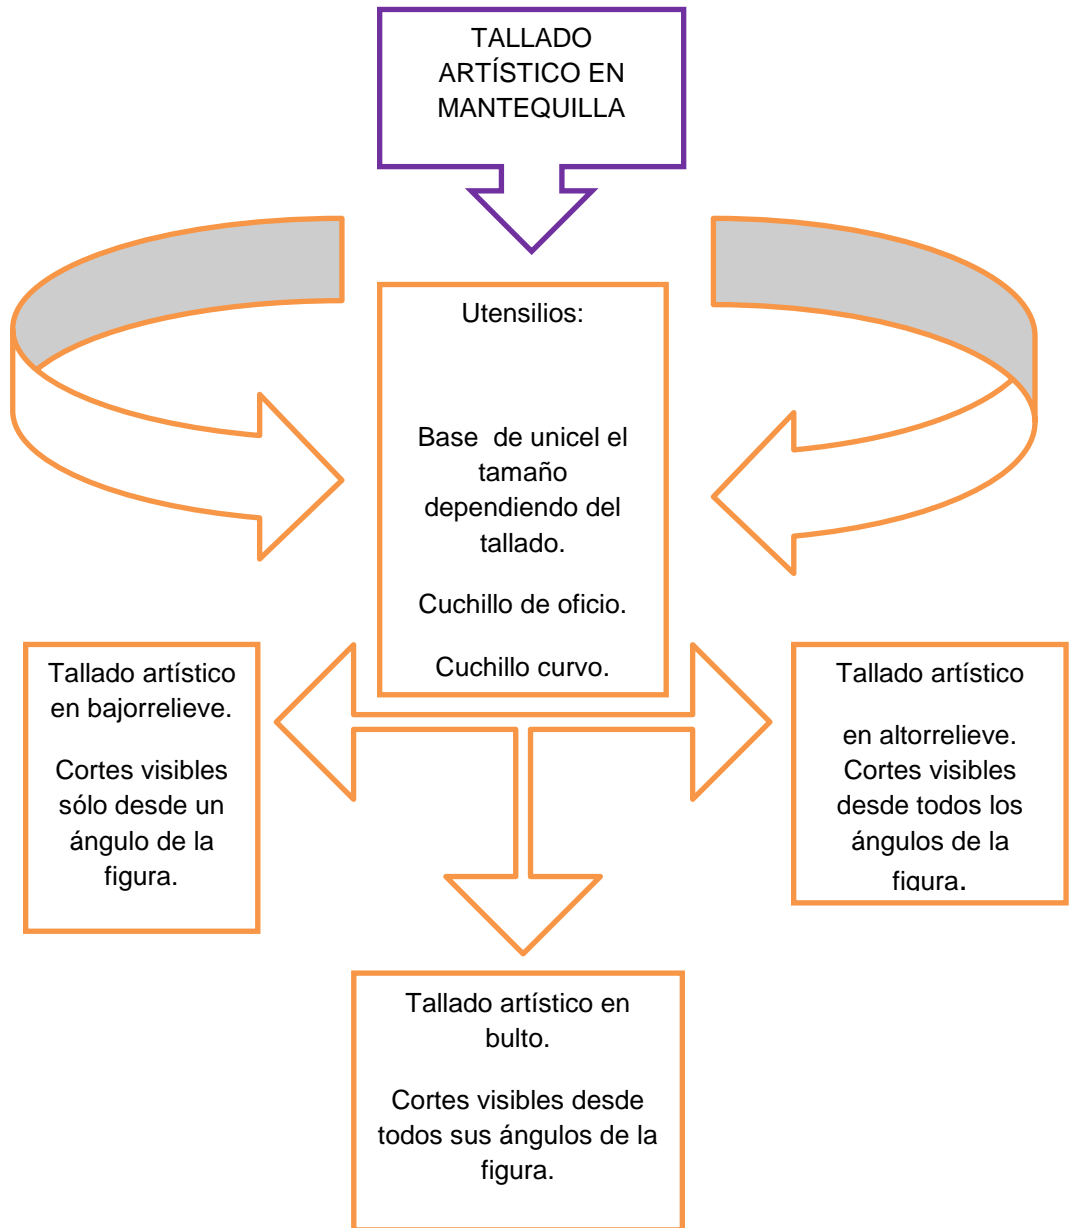 TALLADO
ARTÍSTICO EN
MANTEQUILLA
Utensilios:
Base de unicel el
tamaño
dependiendo del
tallado.
Cuchillo de oficio.
Cuchillo curvo.
Tallado artístico
en bajorrelieve.
Cortes visibles
sólo desde un
ángulo de la
figura.
Tallado artístico
en altorrelieve.
Cortes visibles
desde todos los
ángulos de la
figura.
Tallado artístico en
bulto.
Cortes visibles desde
todos sus ángulos de la
figura.